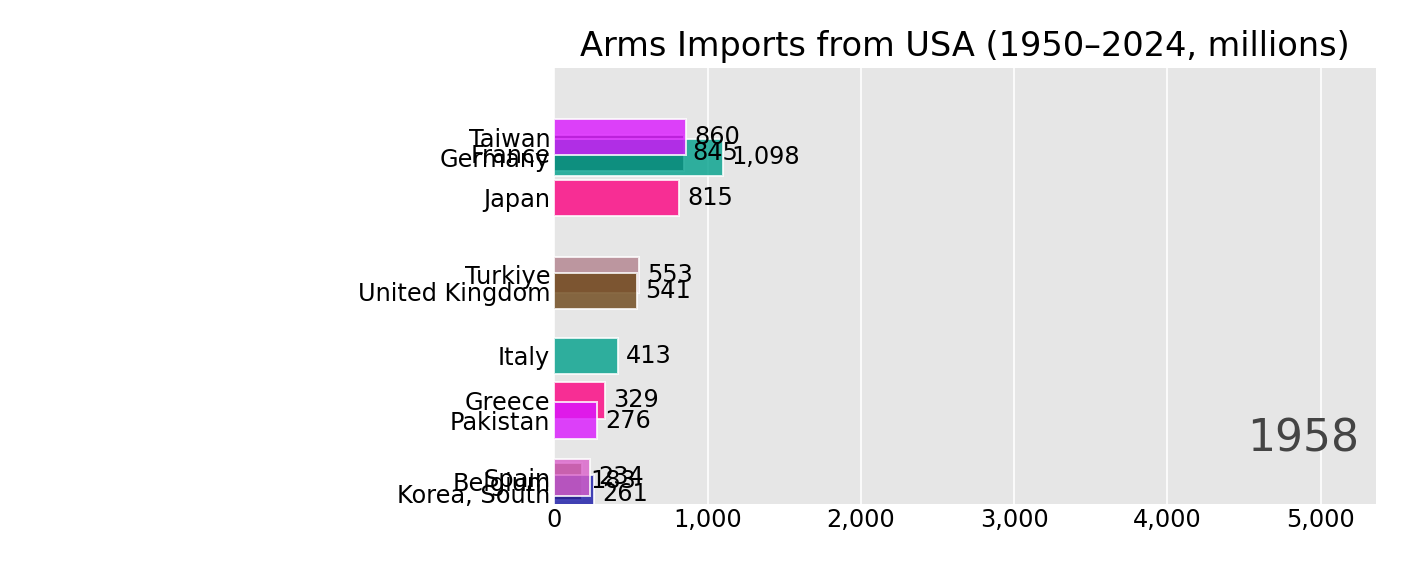 Arms Imports from USA (1950–2024, millions)
Taiwan 860
France 845
Germany 1,098
Japan 815
Turkiye 553
United Kingdom 541
Italy 413
Greece 329
Pakistan 276
1958
Spain 234
Belgium 183
Korea, South 261
0 1,000 2,000 3,000 4,000 5,000